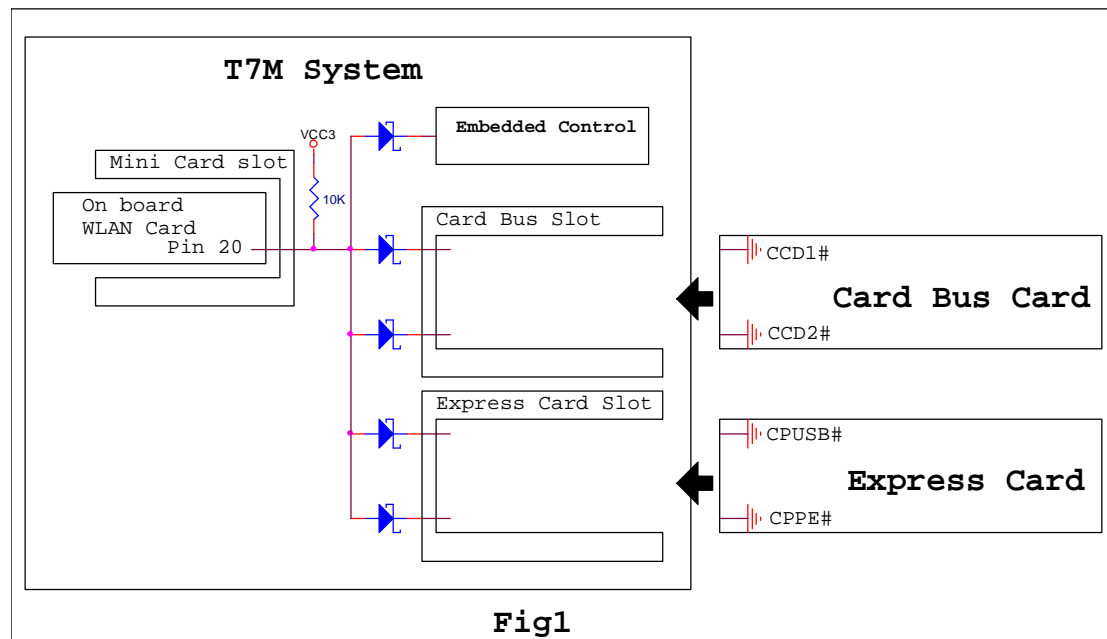 T7M System
Embedded Control
VCC3
Mini Card slot
10K
On board
WLAN Card
Pin 20
Card Bus Slot
CCD1#
Card Bus Card
CCD2#
Express Card Slot
CPUSB#
Express Card
CPPE#
Fig1